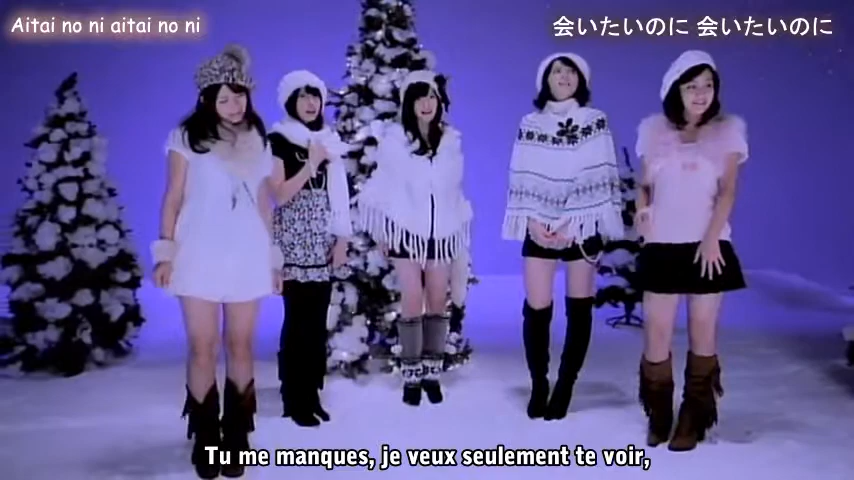 Aitai no ni aitai no ni
会いたいのに 会いたいのに
Tu me manques, je veux seulement te voir,